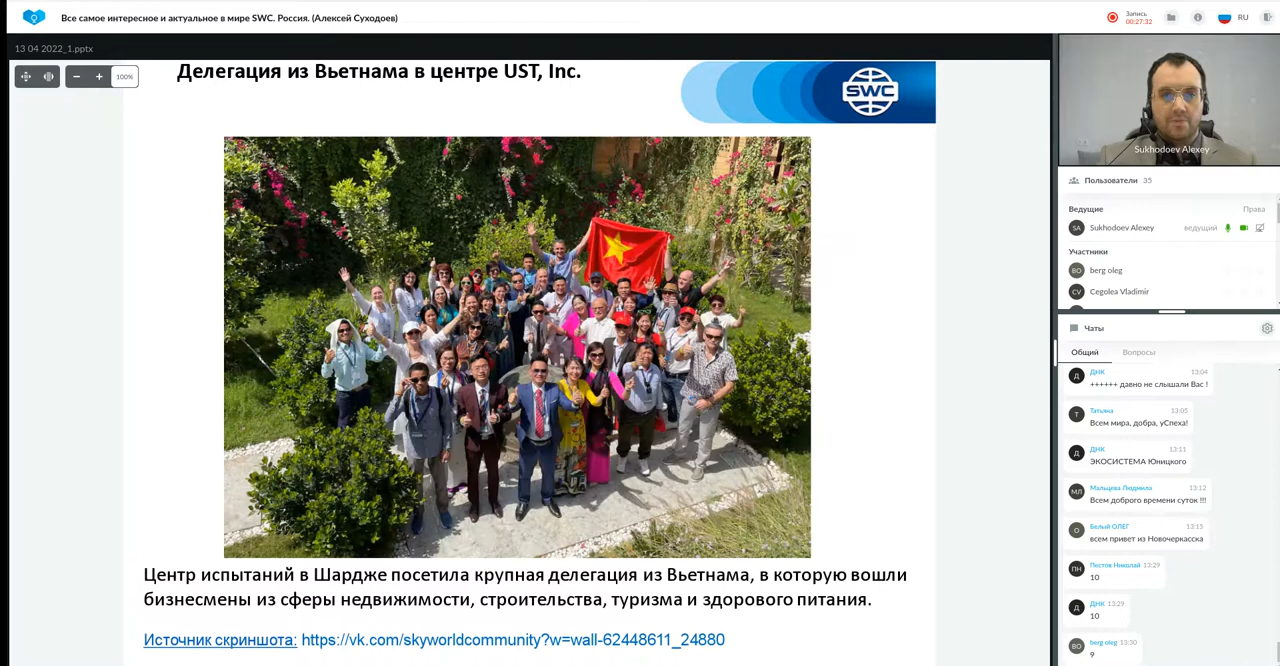 Все самое интересное и актуальное в мире SWC. Россия. (Алексей Суходоев)
Запись
00:27:32
RU
13 04 2022_1.pptx
100%
Делегация из Вьетнама в центре UST, Inc.
SWC
Центр испытаний в Шардже посетила крупная делегация из Вьетнама, в которую вошли
бизнесмены из сферы недвижимости, строительства, туризма и здорового питания.
Источник скриншота: https://vk.com/skyworldcommunity?w=wall-62448611_24880
Sukhodoev Alexey
Пользователи 35
Ведущие Права
SA Sukhodoev Alexey ведущий
Участники
BO berg oleg
CV Cegolea Vladimir
Чаты
Общий Вопросы
Д ДНК 13:04
++++++ давно не слышали Вас !
Т Татьяна 13:05
Всем мира, добра, уСпеха!
Д ДНК 13:11
ЭКОСИСТЕМА Юницкого
МЛ Мальцева Людмила 13:12
Всем доброго времени суток !!!
О Белый ОЛЕГ 13:15
всем привет из Новочеркасска
ПН Пестов Николай 13:29
10
Д ДНК 13:29
10
BO berg oleg 13:30
9